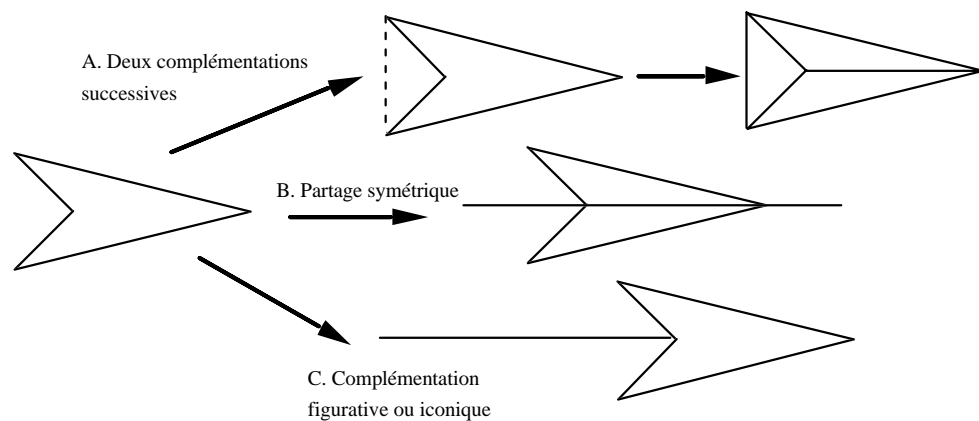 A. Deux complémentations
successives
B. Partage symétrique
C. Complémentation
figurative ou iconique